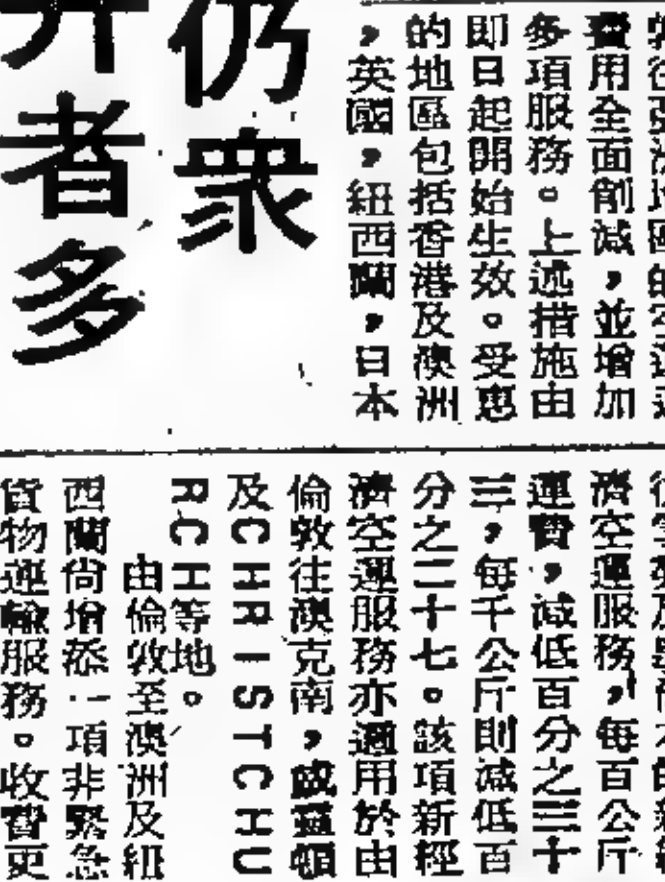 費用全面削減，並增加
多項服務。上述措施由
即日起開始生效。受惠
的地區包括香港及澳洲
，英國，紐西蘭，日本
仍衆
者多
濟空運服務，每百公斤
運費，減低百分之三十
三，每千公斤則減低百
分之二十七。該項新經
濟空運服務亦適用於由
倫敦往澳克南，威靈頓
及CHRISTCHU
RCH等地。
由倫敦至澳洲及紐
西蘭尙增添一項非緊急
貨物運輸服務。收費更